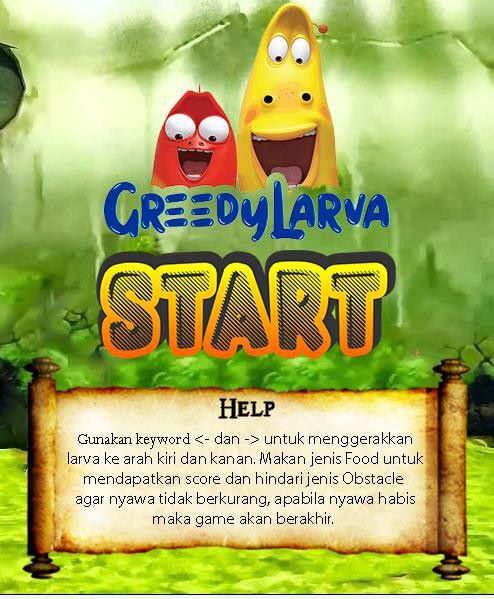 GREEDYLARVA
START
HELP
Gunakan keyword <- dan -> untuk menggerakkan
larva ke arah kiri dan kanan. Makan jenis Food untuk
mendapatkan score dan hindari jenis Obstacle
agar nyawa tidak berkurang, apabila nyawa habis
maka game akan berakhir.